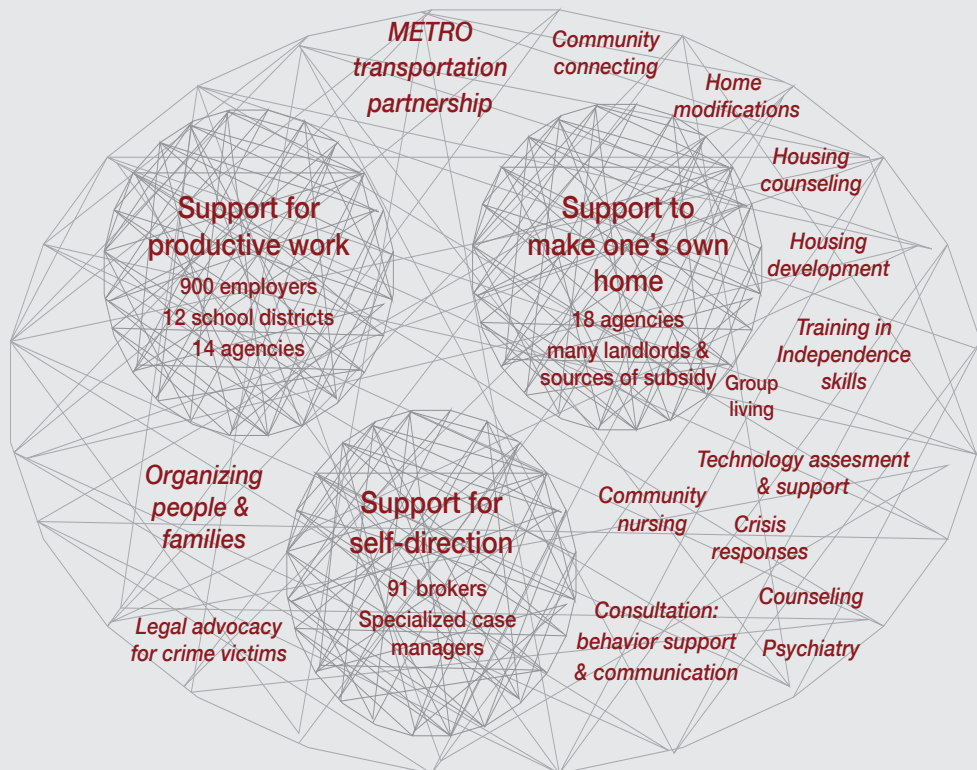 METRO
transportation
partnership
Community
connecting
Home
modifications
Housing
counseling
Support for
productive work
900 employers
12 school districts
14 agencies
Support to
make one's own
home
18 agencies
many landlords &
sources of subsidy
Housing
development
Training in
Independence
skills
Group
living
Organizing
people &
families
Support for
self-direction
91 brokers
Specialized case
managers
Technology assesment
& support
Community
nursing
Crisis
responses
Legal advocacy
for crime victims
Consultation:
behavior support
& communication
Counseling
Psychiatry